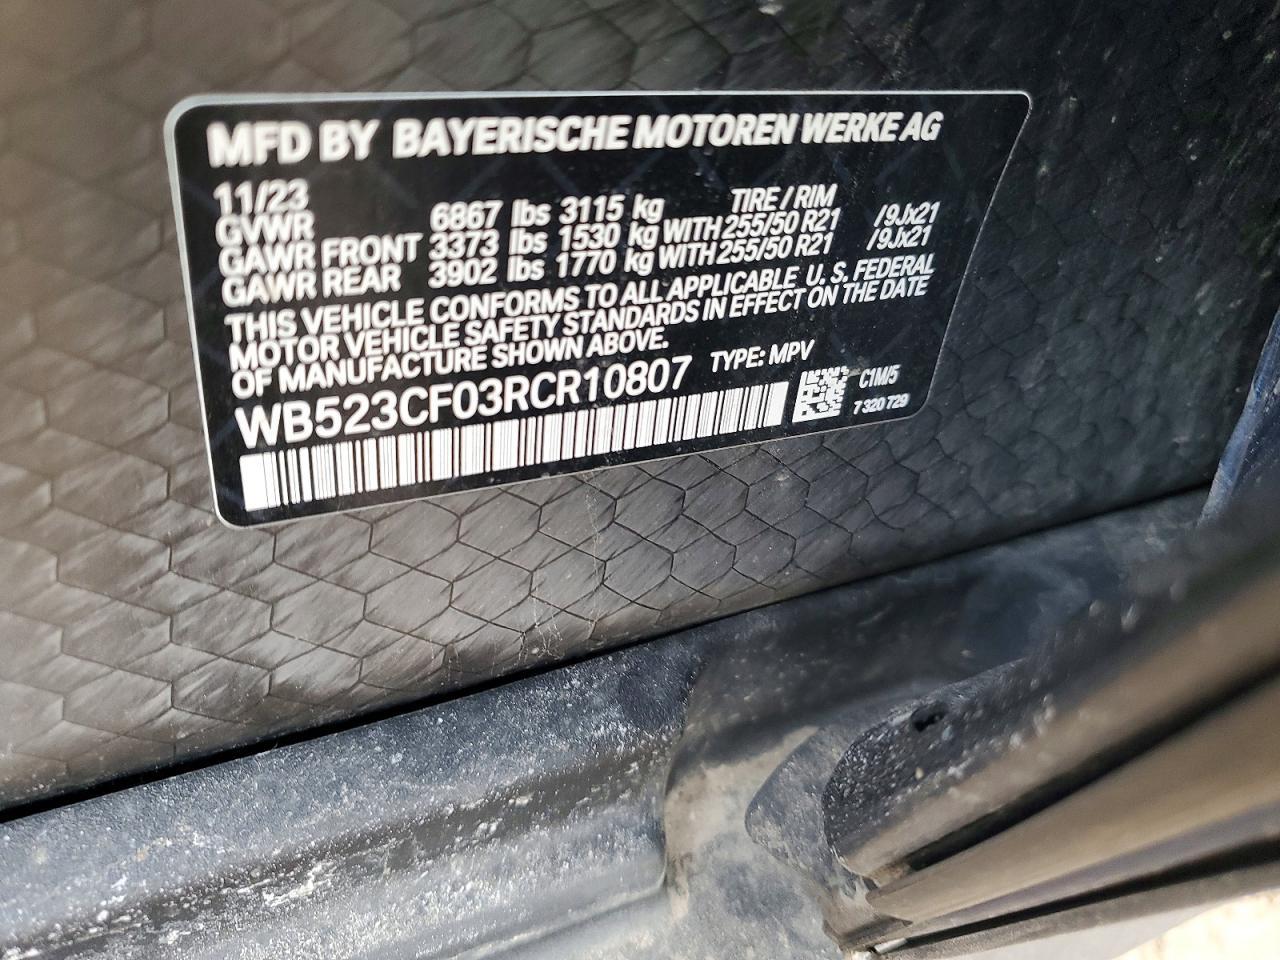 MFD BY BAYERISCHE MOTOREN WERKE AG
11/23 TIRE / RIM
GVWR 6867 lbs 3115 kg
GAWR FRONT 3373 lbs 1530 kg WITH 255/50 R21 /9Jx21
GAWR REAR 3902 lbs 1770 kg WITH 255/50 R21 /9Jx21
THIS VEHICLE CONFORMS TO ALL APPLICABLE U. S. FEDERAL
MOTOR VEHICLE SAFETY STANDARDS IN EFFECT ON THE DATE
OF MANUFACTURE SHOWN ABOVE.
WB523CF03RCR10807 TYPE: MPV
C1M/5
7 320 729